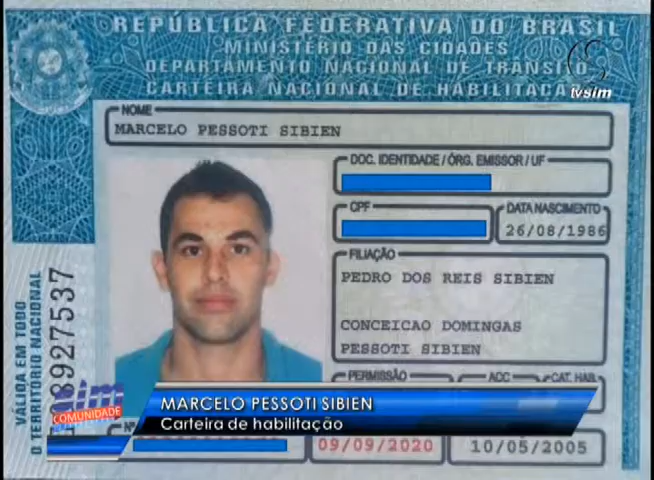 REPÚBLICA FEDERATIVA DO BRASIL
MINISTÉRIO DAS CIDADES
DEPARTAMENTO NACIONAL DE TRÂNSITO
CARTEIRA NACIONAL DE HABILITAÇÃO
tvsim
NOME
MARCELO PESSOTI SIBIEN
DOC. IDENTIDADE / ÓRG. EMISSOR / UF
CPF
DATA NASCIMENTO
26/08/1986
FILIAÇÃO
PEDRO DOS REIS SIBIEN
CONCEICAO DOMINGAS
PESSOTI SIBIEN
PERMISSÃO
ACC
CAT. HAB.
VÁLIDA EM TODO
O TERRITÓRIO NACIONAL
8927537
sim
COMUNIDADE
MARCELO PESSOTI SIBIEN
Carteira de habilitação
09/09/2020
10/05/2005